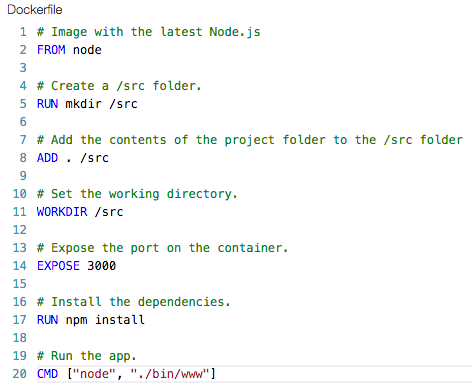 Dockerfile
1 # Image with the latest Node.js
2 FROM node
3
4 # Create a /src folder.
5 RUN mkdir /src
6
7 # Add the contents of the project folder to the /src folder
8 ADD . /src
9
10 # Set the working directory.
11 WORKDIR /src
12
13 # Expose the port on the container.
14 EXPOSE 3000
15
16 # Install the dependencies.
17 RUN npm install
18
19 # Run the app.
20 CMD ["node", "./bin/www"]